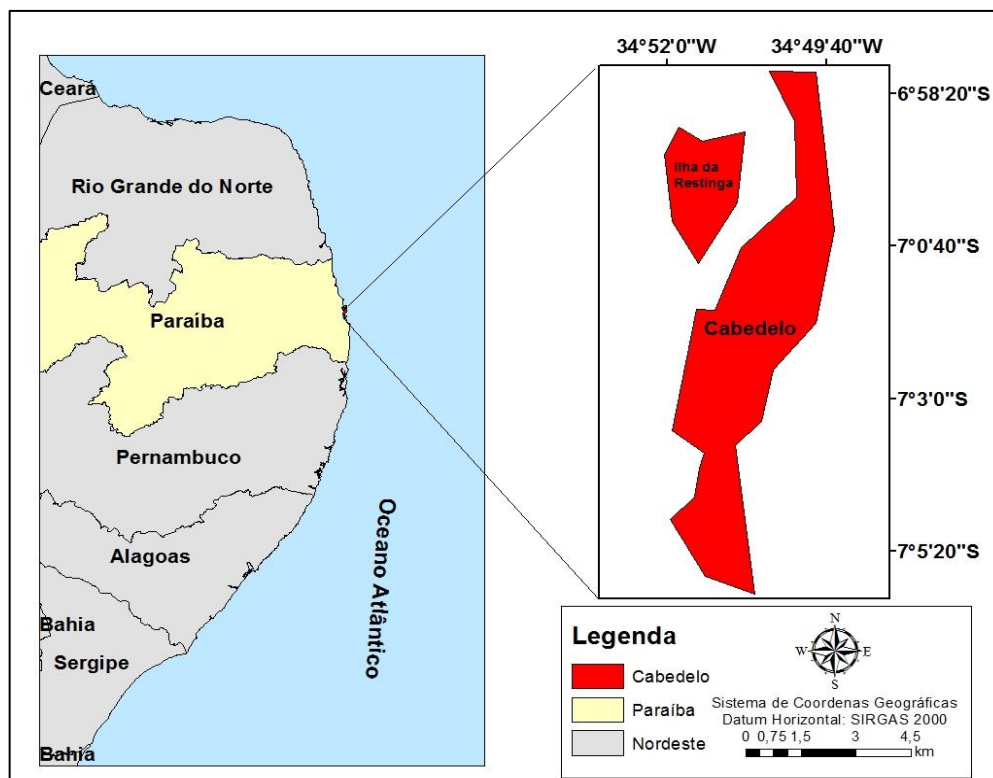 Ceará
Rio Grande do Norte
Paraíba
Pernambuco
Alagoas
Bahia
Sergipe
Bahia
Oceano Atlântico
34°52'0"W 34°49'40"W
6°58'20"S
7°0'40"S
7°3'0"S
7°5'20"S
Ilha da
Restinga
Cabedelo
Legenda
Cabedelo
Paraíba
Nordeste
N
W E
S
Sistema de Coordenas Geográficas
Datum Horizontal: SIRGAS 2000
0 0,75 1,5 3 4,5
km